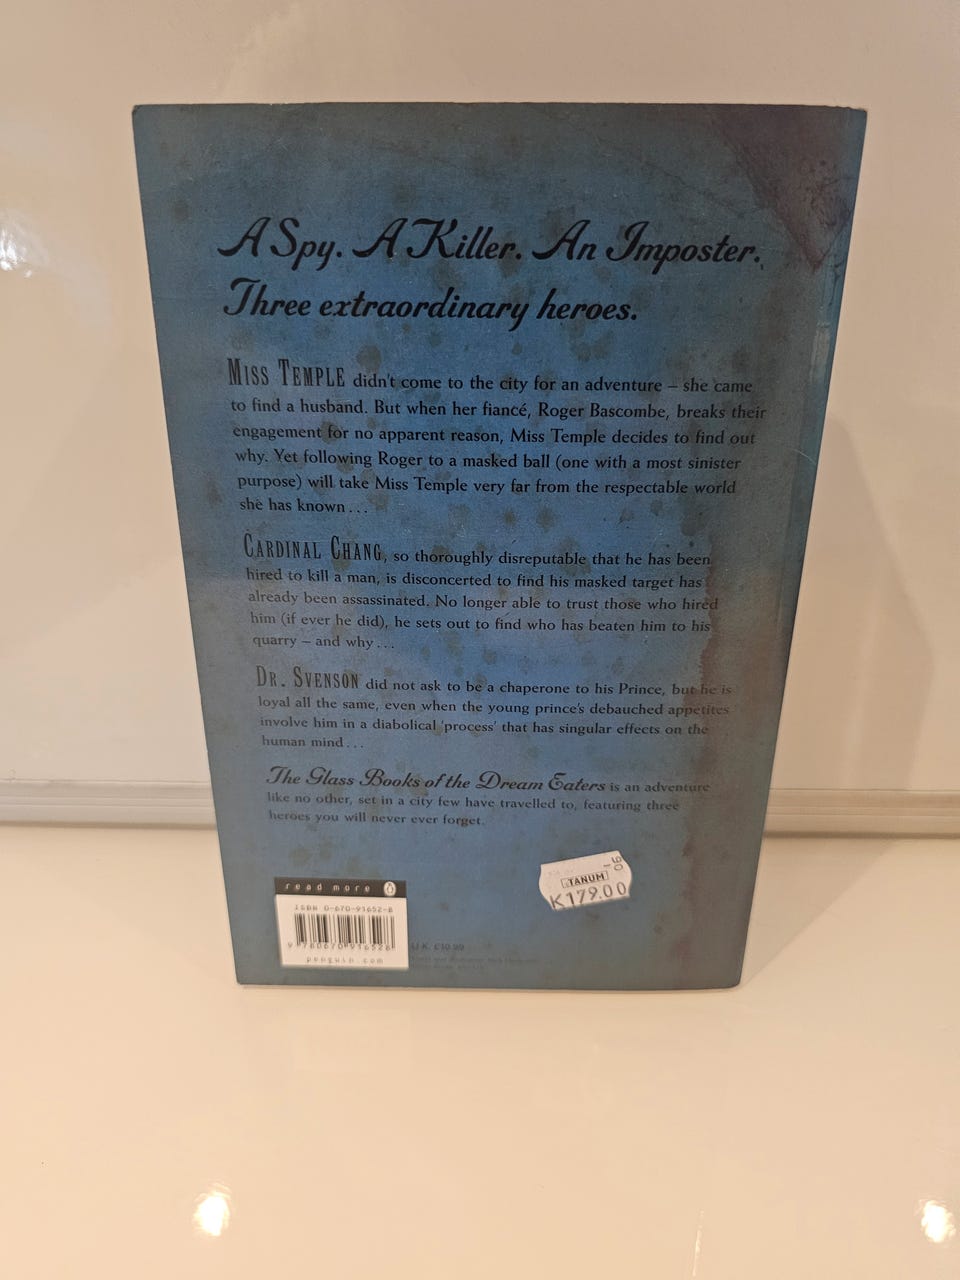 A Spy. A Killer. An Imposter.
Three extraordinary heroes.
MISS TEMPLE didn't come to the city for an adventure – she came
to find a husband. But when her fiancé, Roger Bascombe, breaks their
engagement for no apparent reason, Miss Temple decides to find out
why. Yet following Roger to a masked ball (one with a most sinister
purpose) will take Miss Temple very far from the respectable world
she has known . . .
CARDINAL CHANG, so thoroughly disreputable that he has been
hired to kill a man, is disconcerted to find his masked target has
already been assassinated. No longer able to trust those who hired
him (if ever he did), he sets out to find who has beaten him to his
quarry – and why . . .
DR. SVENSON did not ask to be a chaperone to his Prince, but he is
loyal all the same, even when the young prince's debauched appetites
involve him in a diabolical 'process' that has singular effects on the
human mind . . .
The Glass Books of the Dream Eaters is an adventure
like no other, set in a city few have travelled to, featuring three
heroes you will never ever forget.
TANUM
K179.00
read more
ISBN 0-670-91652-8
9 780670 916528
penguin.com
U.K. £10.99